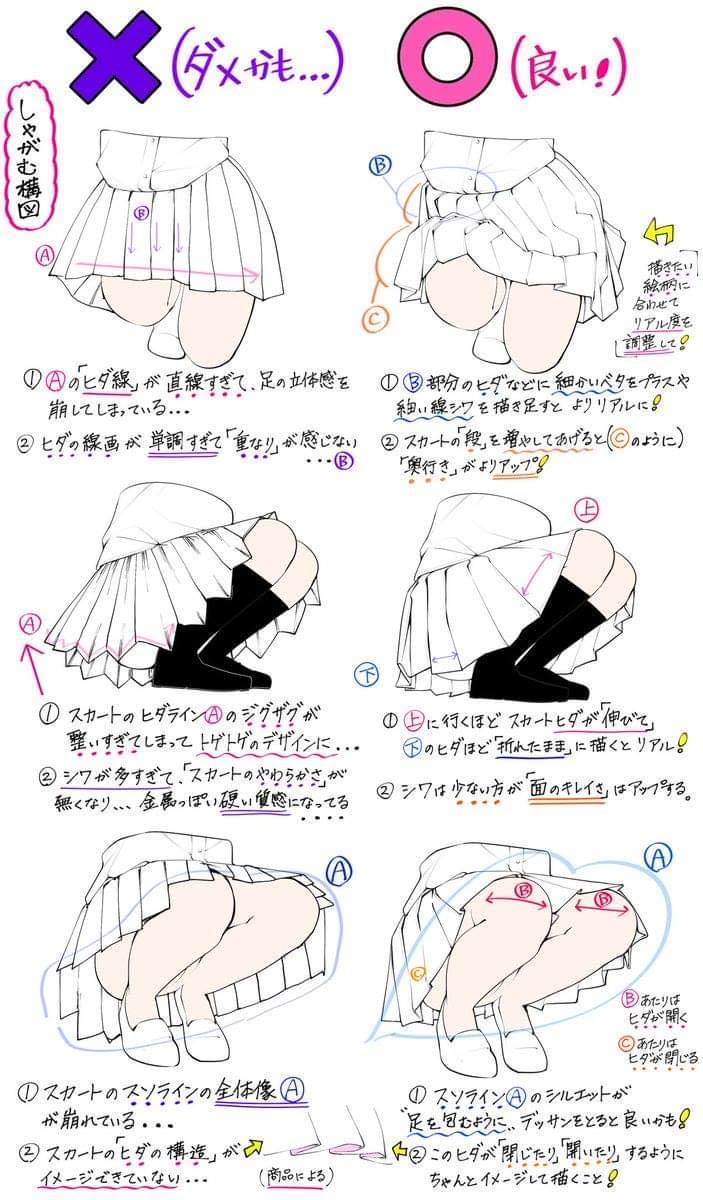 (ダメかも…)
(良い!)
しゃがむ構図
Ⓐ
Ⓑ
① Ⓐの「ヒダ線」が 直線すぎて、足の立体感を
崩してしまっている…
② ヒダの線画が 単調すぎて「重なり」が感じない
…Ⓑ
Ⓑ
Ⓒ
描きたい
絵柄に
合わせて
リアル度を
調整して!
① Ⓑ部分のヒダなどに 細かいベタをプラスや
細い線シワを描き足すと よりリアルに!
② スカートの「段」を増やしてあげると(Ⓒのように)
「奥行き」がよりアップ!
Ⓐ
① スカートのヒダラインⒶのジグザグが
整いすぎてしまって トゲトゲのデザインに…
② シワが多すぎて、「スカートのやわらかさ」が
無くなり、、、金属っぽい硬い質感になってる
上
下
① 上に行くほど スカートヒダが「伸びて」
下のヒダほど「折れたまま」に描くとリアル!
② シワは少ない方が「面のキレイさ」はアップする。
Ⓐ
① スカートのスソラインの全体像Ⓐ
が崩れている…
② スカートの「ヒダの構造」が
イメージできていない…
(商品による)
Ⓐ
Ⓑ
Ⓑ
Ⓒ
Ⓑあたりは
ヒダが開く
Ⓒあたりは
ヒダが閉じる
① スソラインⒶのシルエットが
"足を包むように、、デッサンをとると良いかも!
② このヒダが「閉じたり」「開いたり」するように
ちゃんとイメージして描くこと!